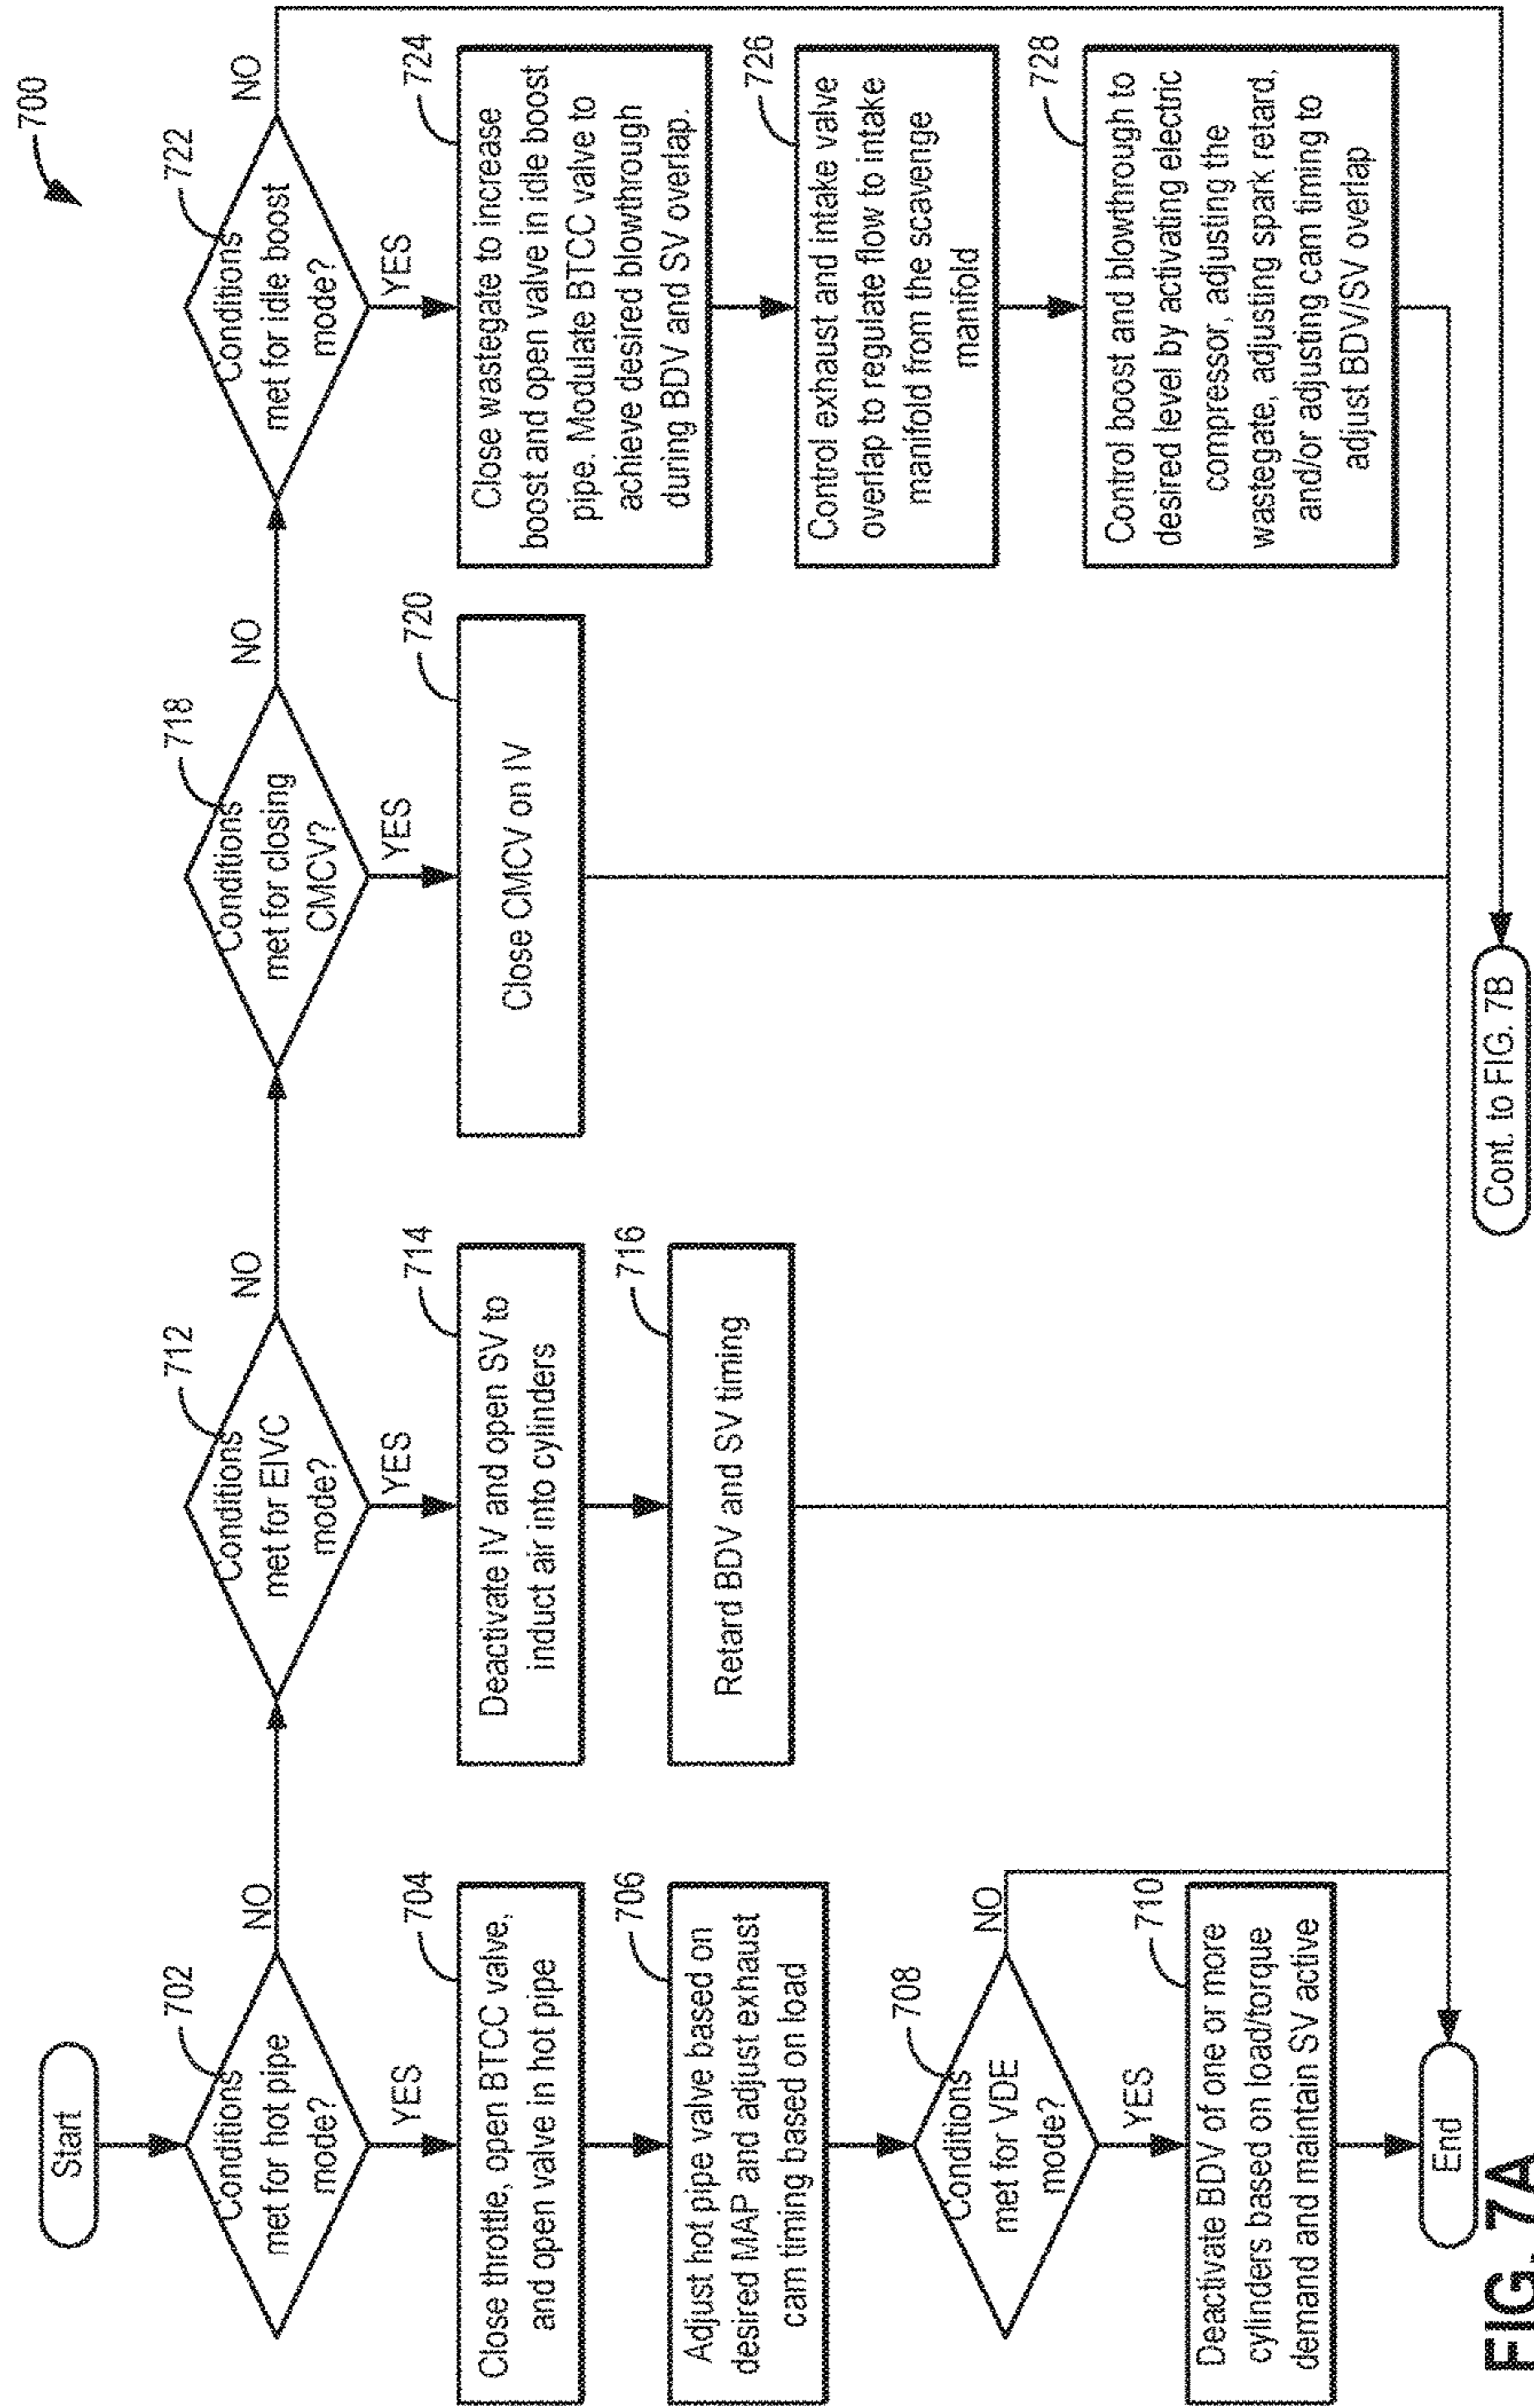 700
Start
Conditions
met for hot pipe
mode?
702
NO
YES
Close throttle, open BTCC valve,
and open valve in hot pipe
704
Adjust hot pipe valve based on
desired MAP and adjust exhaust
cam timing based on load
706
Conditions
met for VDE
mode?
708
NO
YES
Deactivate BDV of one or more
cylinders based on load/torque
demand and maintain SV active
710
End
Conditions
met for EIVC
mode?
712
NO
YES
Deactivate IV and open SV to
induct air into cylinders
714
Retard BDV and SV timing
716
Conditions
met for closing
CMCV?
718
NO
YES
Close CMCV on IV
720
Conditions
met for idle boost
mode?
722
NO
YES
Close wastegate to increase
boost and open valve in idle boost
pipe. Modulate BTCC valve to
achieve desired blowthrough
during BDV and SV overlap.
724
Control exhaust and intake valve
overlap to regulate flow to intake
manifold from the scavenge
manifold
726
Control boost and blowthrough to
desired level by activating electric
compressor, adjusting the
wastegate, adjusting spark retard,
and/or adjusting cam timing to
adjust BDV/SV overlap
728
Cont. to FIG. 7B
FIG. 7A